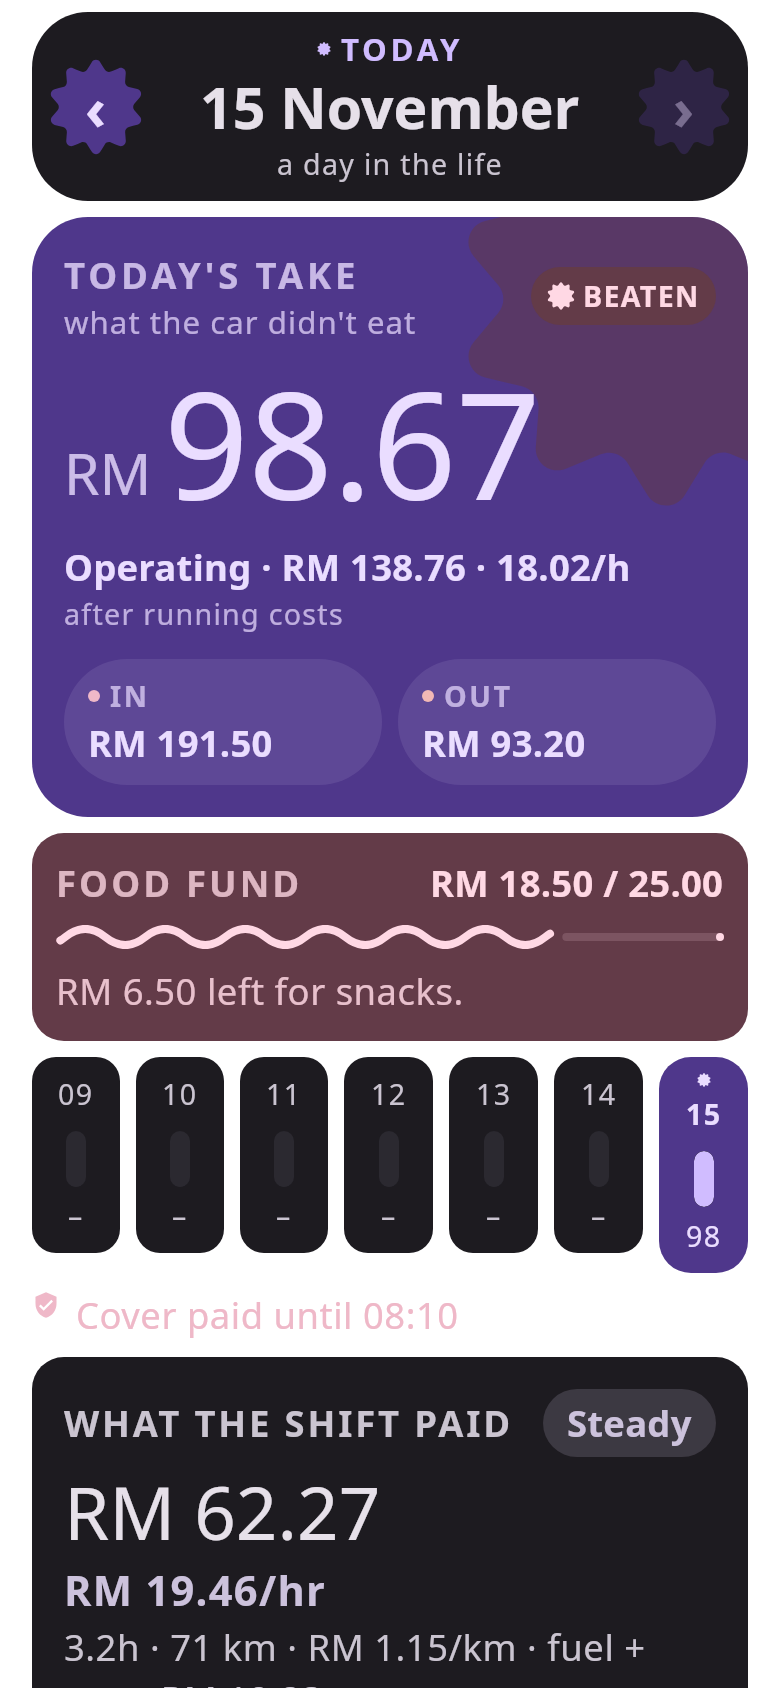 TODAY
‹
15 November
›
a day in the life
TODAY'S TAKE
BEATEN
what the car didn't eat
RM 98.67
Operating · RM 138.76 · 18.02/h
after running costs
IN
RM 191.50
OUT
RM 93.20
FOOD FUND
RM 18.50 / 25.00
RM 6.50 left for snacks.
09
–
10
–
11
–
12
–
13
–
14
–
15
98
Cover paid until 08:10
WHAT THE SHIFT PAID
Steady
RM 62.27
RM 19.46/hr
3.2h · 71 km · RM 1.15/km · fuel +